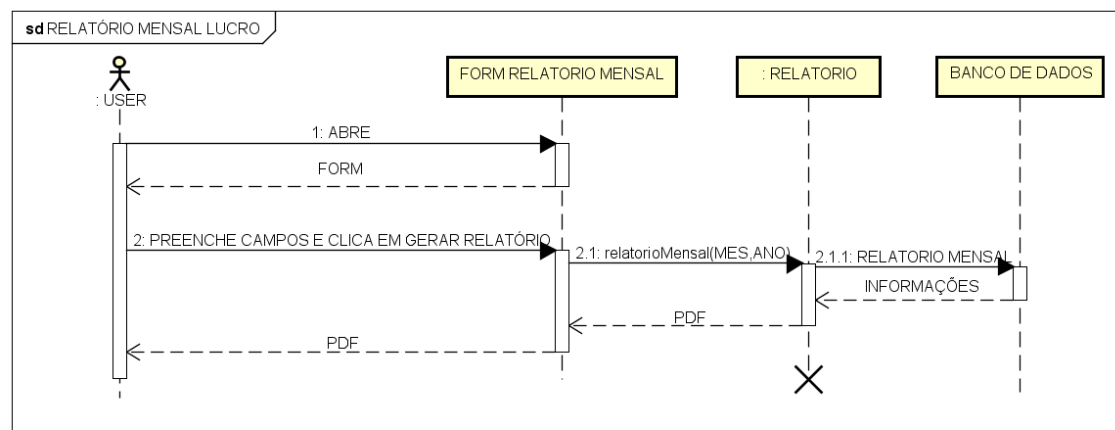 sd RELATÓRIO MENSAL LUCRO
: USER
FORM RELATORIO MENSAL
: RELATORIO
BANCO DE DADOS
1: ABRE
FORM
2: PREENCHE CAMPOS E CLICA EM GERAR RELATÓRIO
2.1: relatorioMensal(MES,ANO)
2.1.1: RELATORIO MENSAL
INFORMAÇÕES
PDF
PDF